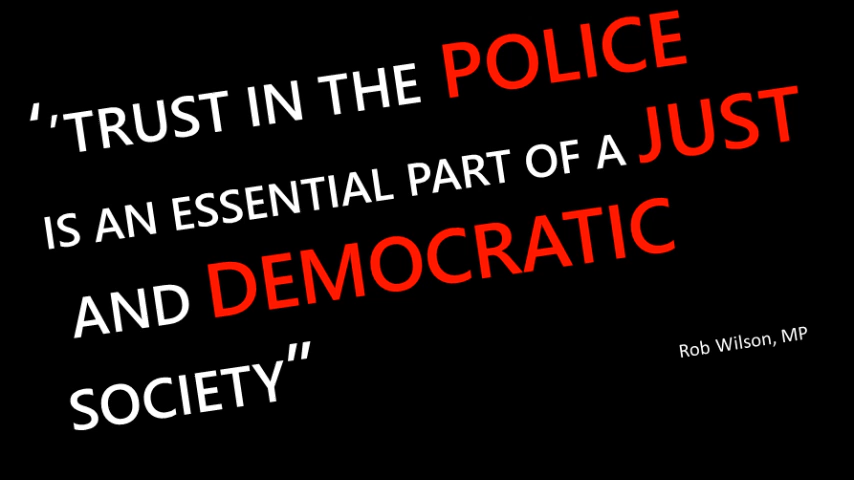 ‘’TRUST IN THE POLICE
IS AN ESSENTIAL PART OF A JUST
AND DEMOCRATIC
SOCIETY”
Rob Wilson, MP